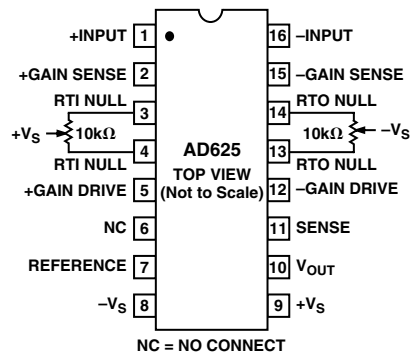 +INPUT 1 16 –INPUT
+GAIN SENSE 2 15 –GAIN SENSE
RTI NULL 3 14 RTO NULL
+VS 10kΩ 10kΩ –VS
RTI NULL 4 13 RTO NULL
AD625
TOP VIEW
(Not to Scale)
+GAIN DRIVE 5 12 –GAIN DRIVE
NC 6 11 SENSE
REFERENCE 7 10 VOUT
–VS 8 9 +VS
NC = NO CONNECT